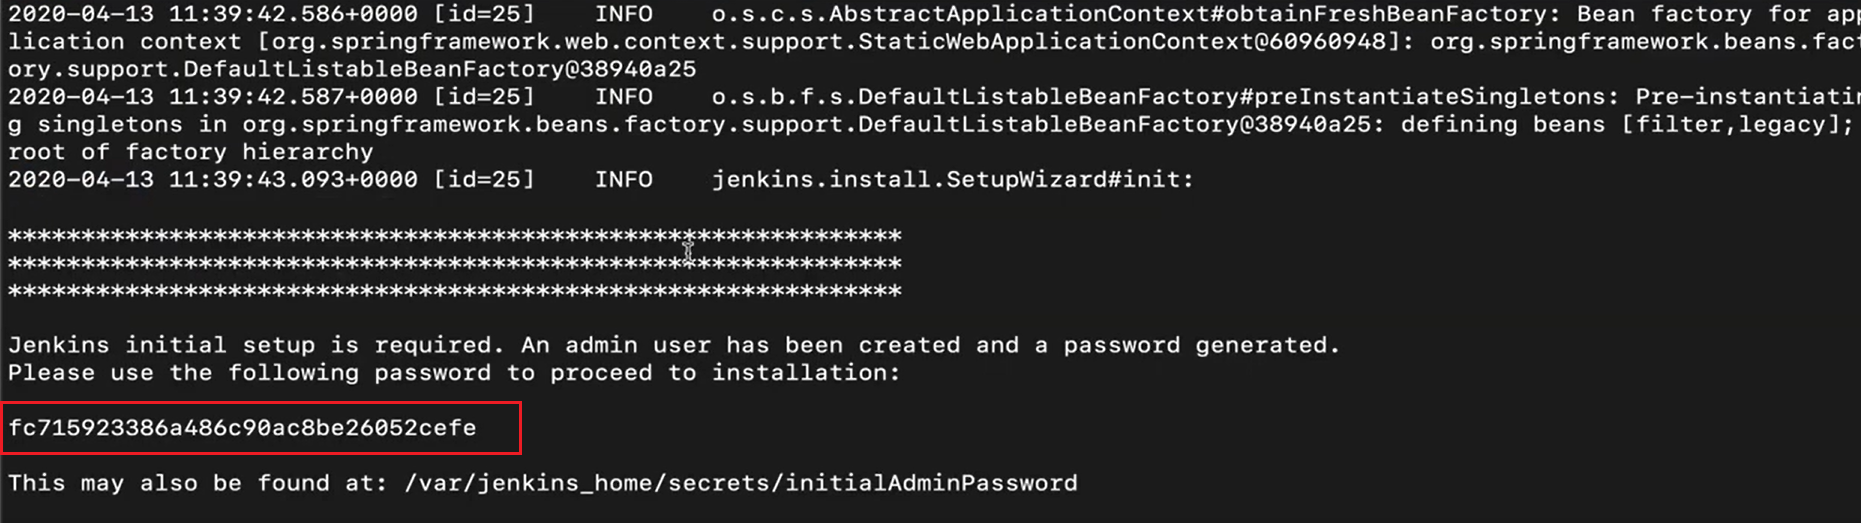 2020-04-13 11:39:42.586+0000 [id=25]    INFO    o.s.c.s.AbstractApplicationContext#obtainFreshBeanFactory: Bean factory for app
lication context [org.springframework.web.context.support.StaticWebApplicationContext@60960948]: org.springframework.beans.fact
ory.support.DefaultListableBeanFactory@38940a25
2020-04-13 11:39:42.587+0000 [id=25]    INFO    o.s.b.f.s.DefaultListableBeanFactory#preInstantiateSingletons: Pre-instantiatin
g singletons in org.springframework.beans.factory.support.DefaultListableBeanFactory@38940a25: defining beans [filter,legacy];
root of factory hierarchy
2020-04-13 11:39:43.093+0000 [id=25]    INFO    jenkins.install.SetupWizard#init:
*************************************************************
*************************************************************
*************************************************************
Jenkins initial setup is required. An admin user has been created and a password generated.
Please use the following password to proceed to installation:
fc715923386a486c90ac8be26052cefe
This may also be found at: /var/jenkins_home/secrets/initialAdminPassword